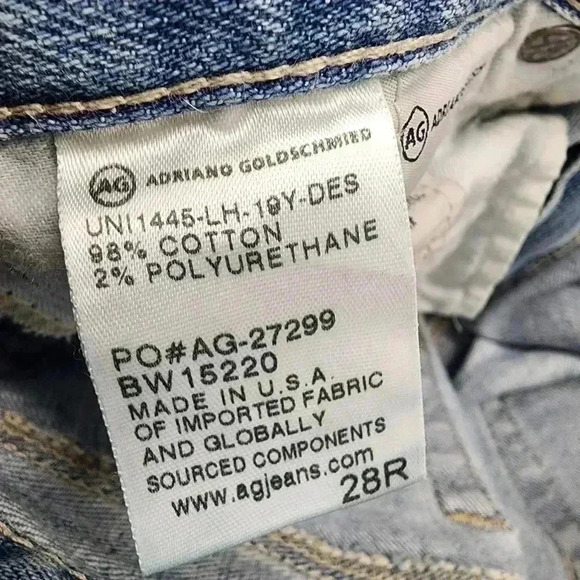 AG ADRIANO GOLDSCHMIED
UNI1445-LH-19Y-DES
98% COTTON
2% POLYURETHANE
PO#AG-27299
BW15220
MADE IN U.S.A.
OF IMPORTED FABRIC
AND GLOBALLY
SOURCED COMPONENTS
www.agjeans.com
28R
AG